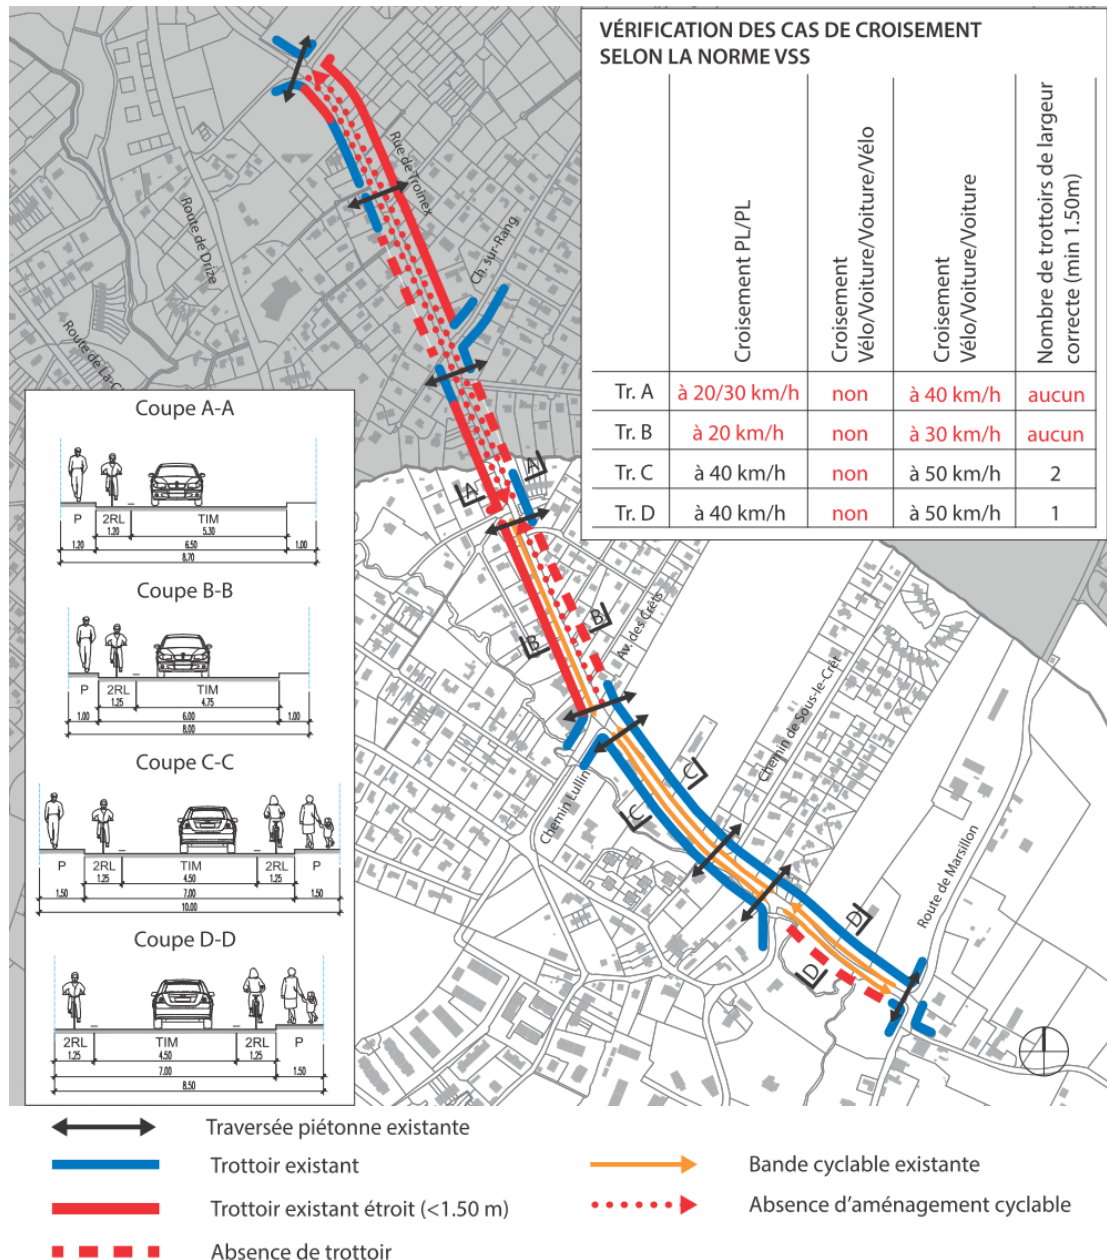 VÉRIFICATION DES CAS DE CROISEMENT
SELON LA NORME VSS
Croisement PL/PL
Croisement
Vélo/Voiture/Vélo
Croisement
Vélo/Voiture/Voiture
Nombre de trottoirs de largeur
correcte (min 1.50m)
Tr. A à 20/30 km/h non à 40 km/h aucun
Tr. B à 20 km/h non à 30 km/h aucun
Tr. C à 40 km/h non à 50 km/h 2
Tr. D à 40 km/h non à 50 km/h 1
Rue de Troinex
Ch. sur-Rang
Route de Drize
Route de La-C
A
A
B
B
Av. des Crêts
Chemin de Sous-le-Crêt
Chemin Lullin
C
C
D
D
Route de Marsillon
Coupe A-A
P 2RL TIM
1.20 5.30
1.20 6.50 1.00
8.70
Coupe B-B
P 2RL TIM
1.25 4.75
1.00 6.00 1.00
8.00
Coupe C-C
P 2RL TIM 2RL P
1.25 4.50 1.25
1.50 7.00 1.50
10.00
Coupe D-D
2RL TIM 2RL P
1.25 4.50 1.25
7.00 1.50
8.50
Traversée piétonne existante
Trottoir existant
Bande cyclable existante
Trottoir existant étroit (<1.50 m)
Absence d'aménagement cyclable
Absence de trottoir